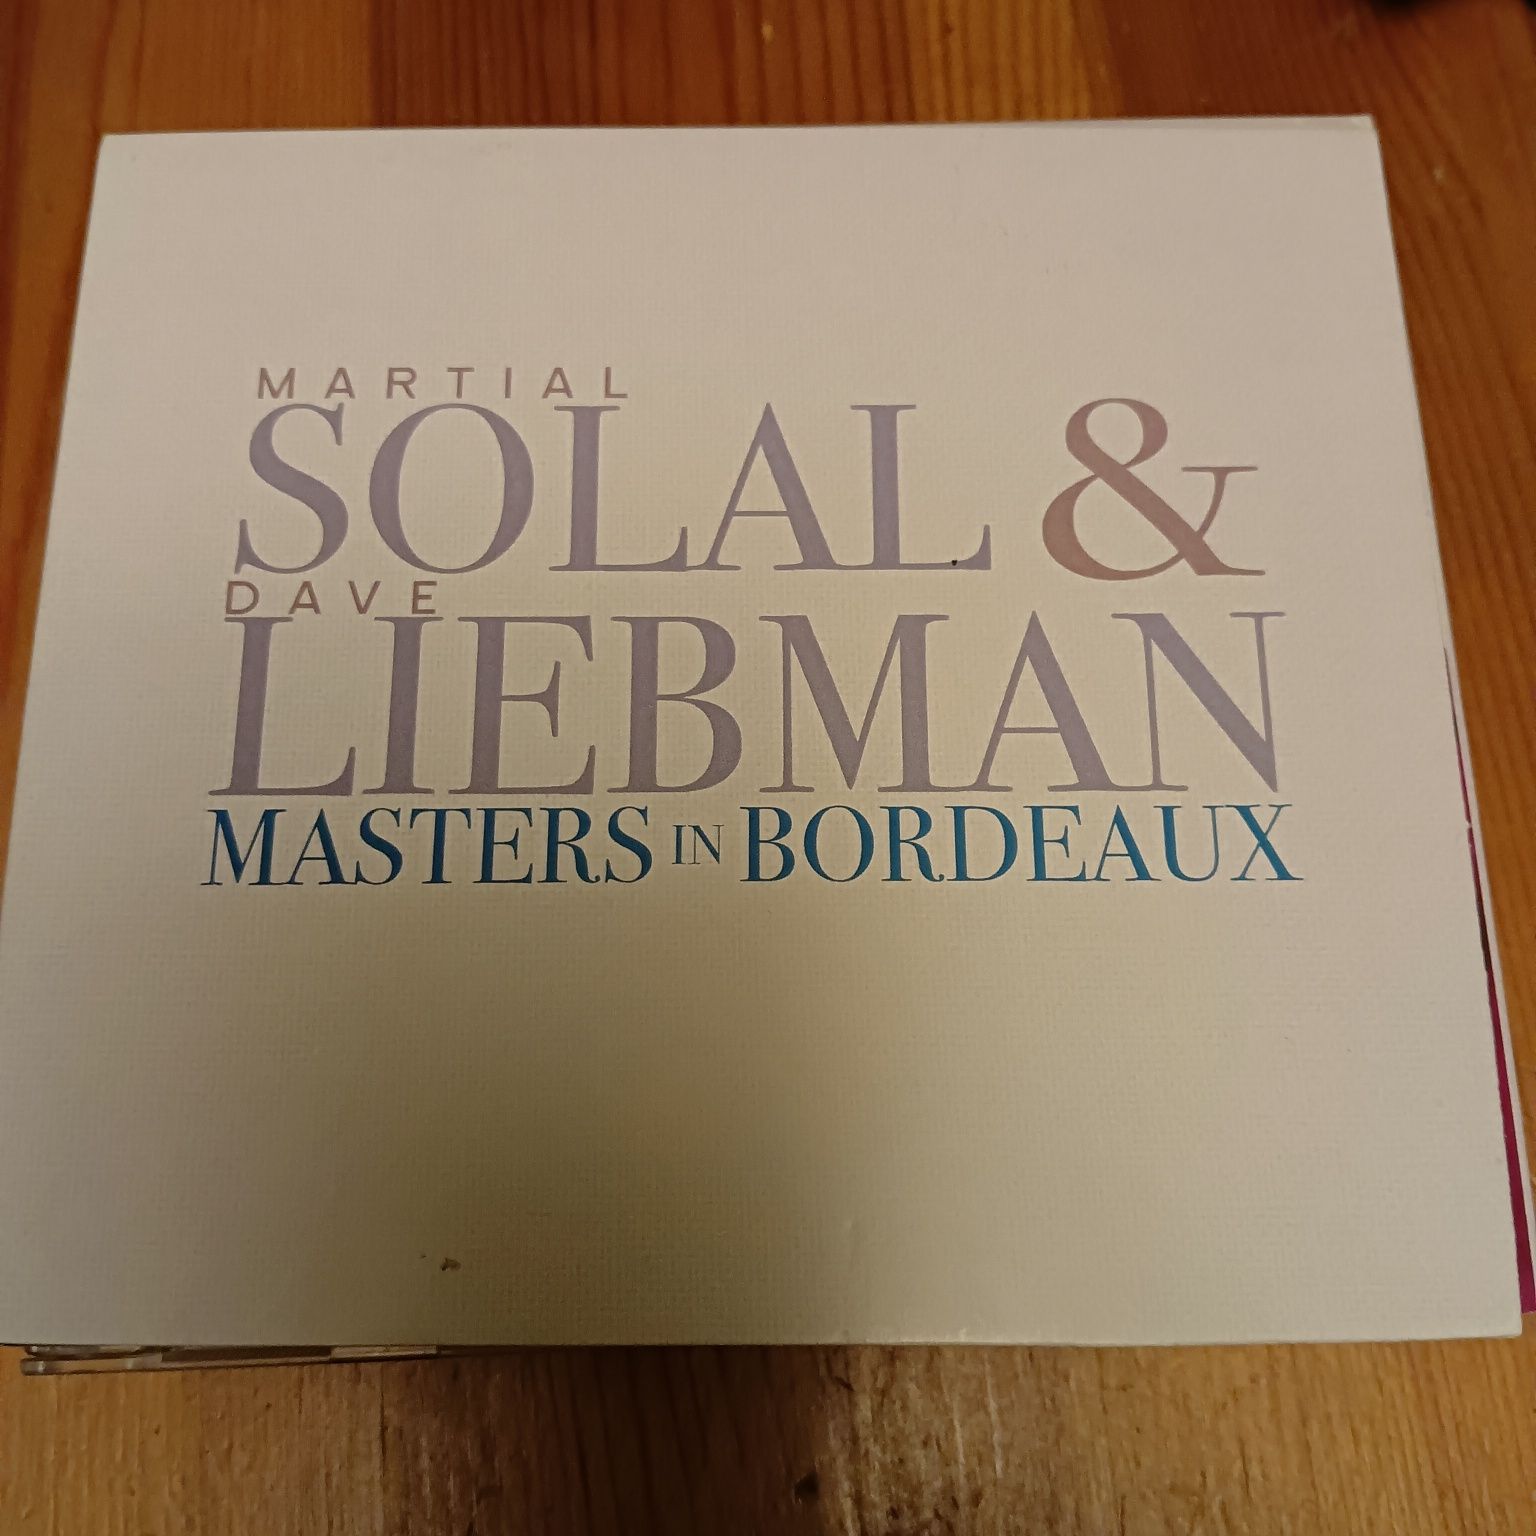 MARTIAL
SOLAL &
DAVE
LIEBMAN
MASTERS IN BORDEAUX